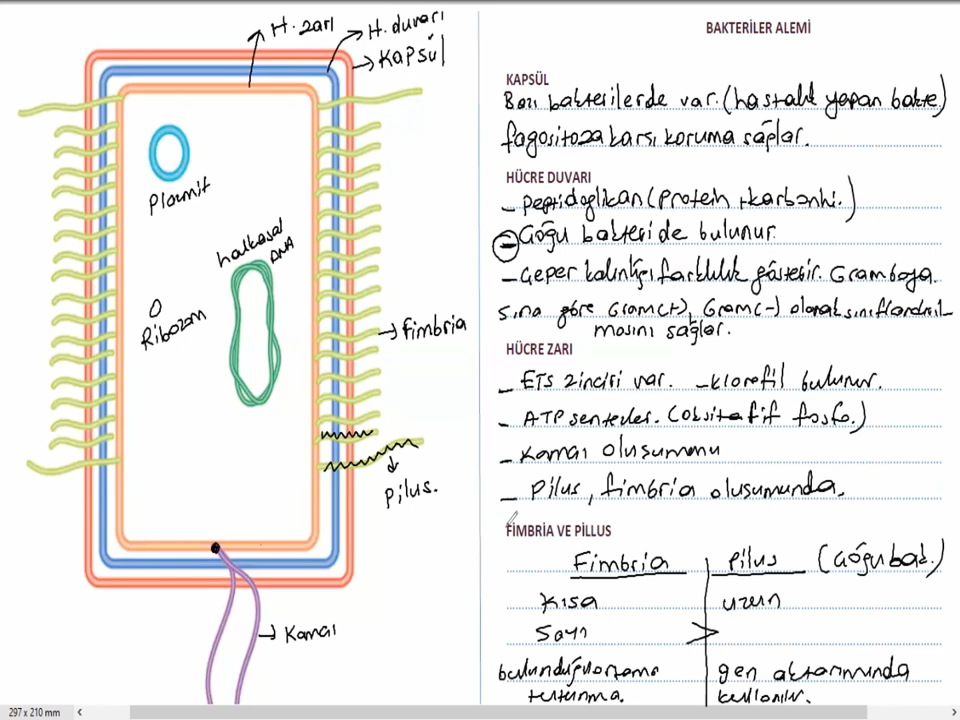 H. zarı
H. duvarı
Kapsül
Plazmit
halkasal
DNA
Ribozom
fimbria
Pilus.
Kamçı
BAKTERİLER ALEMİ
KAPSÜL
Bazı bakterilerde var. (hastalık yapan bakte.)
fagositoza karşı koruma sağlar.
HÜCRE DUVARI
- peptidoglikan (protein + karbonhi.)
- Çoğu bakteride bulunur.
- Çeper kalınlığı farklılık gösterir. Gram boya
sına göre Gram(+), Gram(-) olarak sınıflandırıl
masını sağlar.
HÜCRE ZARI
- ETS zinciri var. - klorofil bulunur.
- ATP sentezler. (oksitatif fosfo.)
- Kamçı oluşumunu
- Pilus, fimbria oluşumunda.
FİMBRİA VE PİLLUS
Fimbria Pilus (Çoğu bak.)
Kısa uzun
Sayı >
bulunduğu ortama gen aktarımında
tutunma. kullanılır.
297 x 210 mm